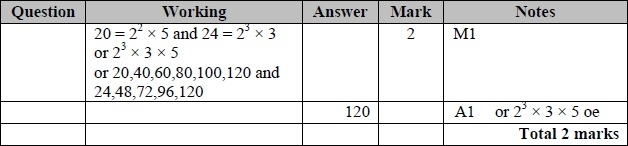 Question Working Answer Mark Notes
20 = 2² × 5 and 24 = 2³ × 3 2 M1
or 2³ × 3 × 5
or 20,40,60,80,100,120 and
24,48,72,96,120
120 A1 or 2³ × 3 × 5 oe
Total 2 marks